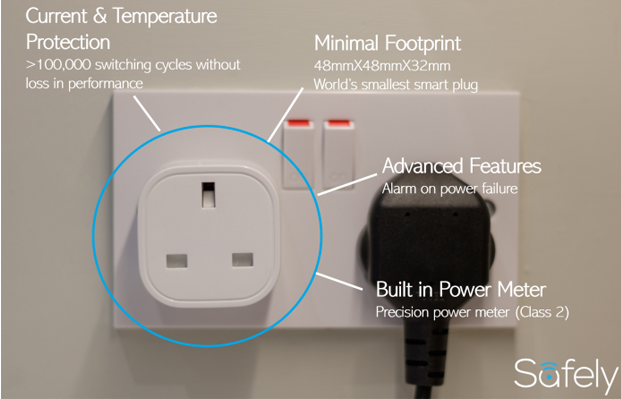 Current & Temperature
Protection
>100,000 switching cycles without
loss in performance
Minimal Footprint
48mmX48mmX32mm
World's smallest smart plug
Advanced Features
Alarm on power failure
Built in Power Meter
Precision power meter (Class 2)
Safely